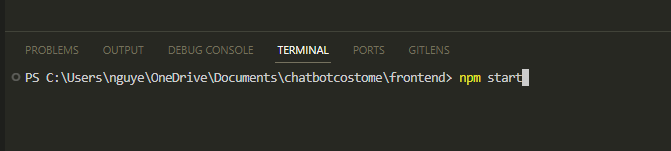 PROBLEMS OUTPUT DEBUG CONSOLE TERMINAL PORTS GITLENS
PS C:\Users\nguye\OneDrive\Documents\chatbotcostome\frontend> npm start